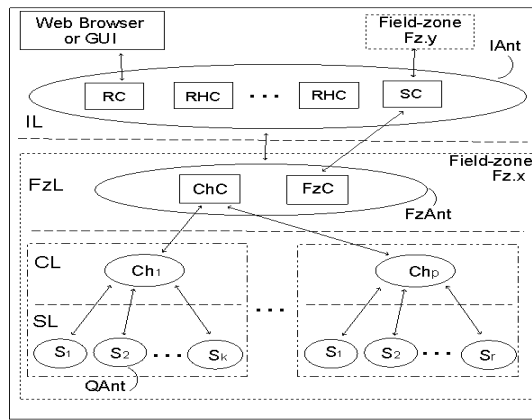 Web Browser
or GUI
Field-zone
Fz.y
IAnt
RC
RHC
...
RHC
SC
IL
Field-zone
Fz.x
FzL
ChC
FzC
FzAnt
CL
Ch1
Chp
...
SL
S1
S2
...
Sk
S1
S2
...
Sr
QAnt